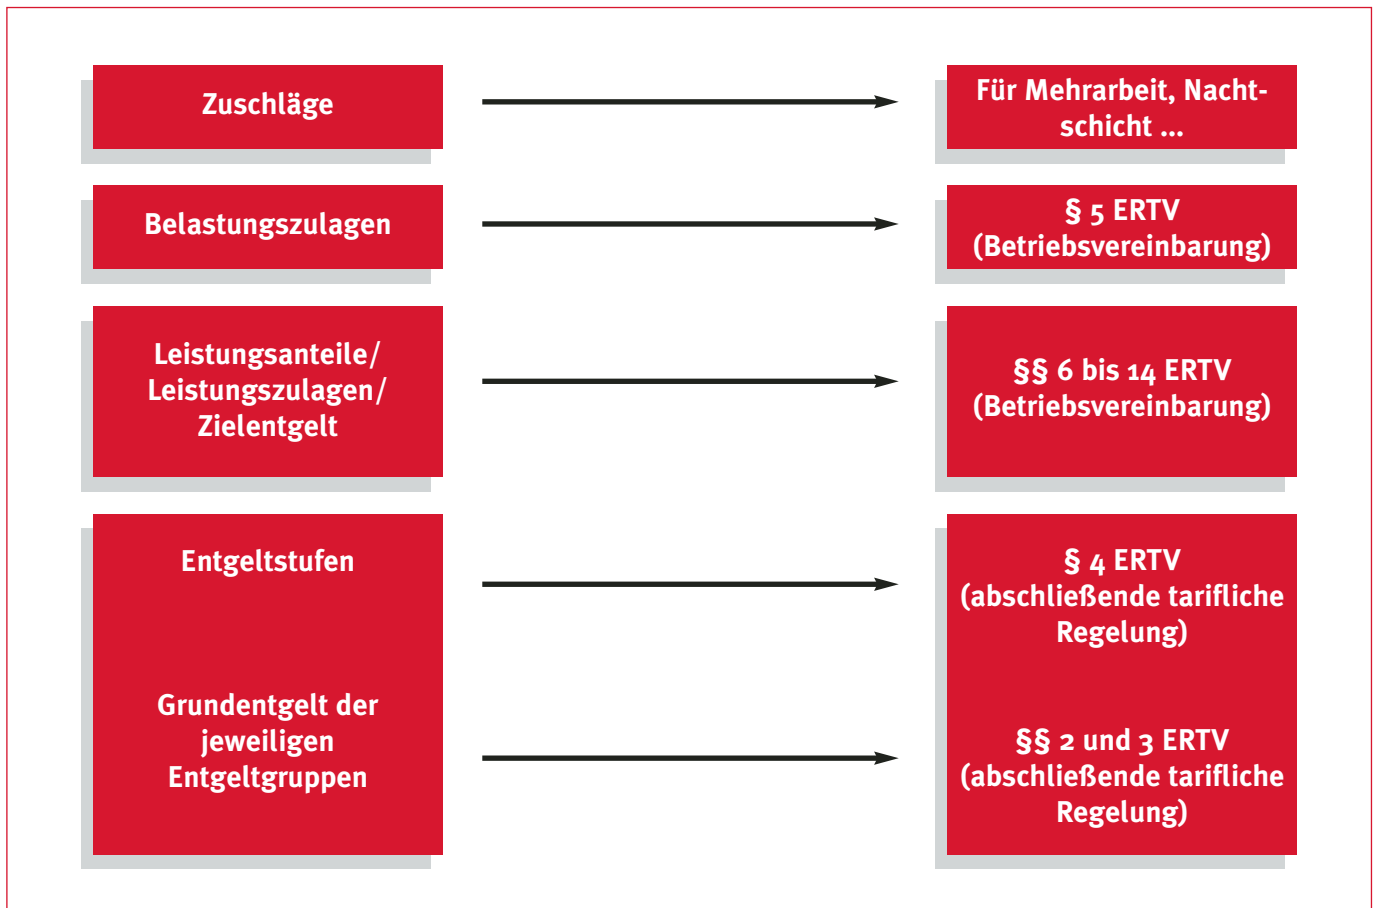 Zuschläge
Für Mehrarbeit, Nacht-
schicht ...
Belastungszulagen
§ 5 ERTV
(Betriebsvereinbarung)
Leistungsanteile/
Leistungszulagen/
Zielentgelt
§§ 6 bis 14 ERTV
(Betriebsvereinbarung)
Entgeltstufen
§ 4 ERTV
(abschließende tarifliche
Regelung)
Grundentgelt der
jeweiligen
Entgeltgruppen
§§ 2 und 3 ERTV
(abschließende tarifliche
Regelung)